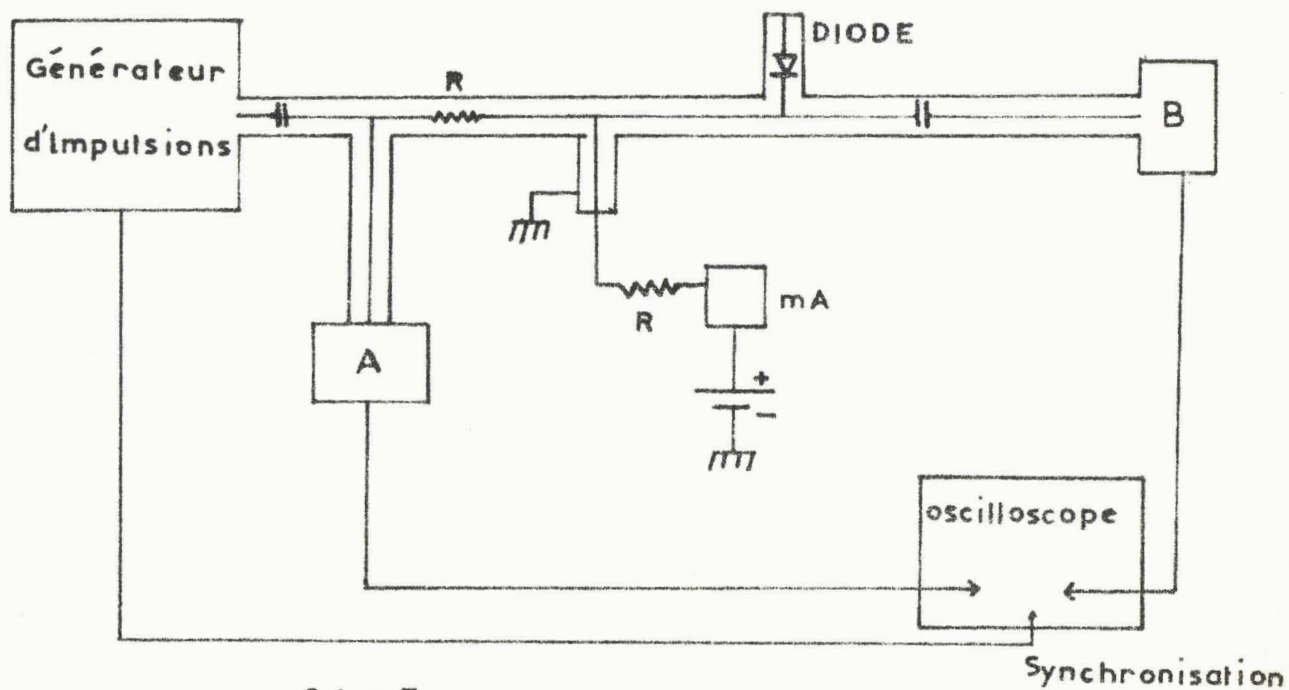 DIODE
Générateur
d'impulsions
R
B
R
mA
A
+
−
oscilloscope
Synchronisation